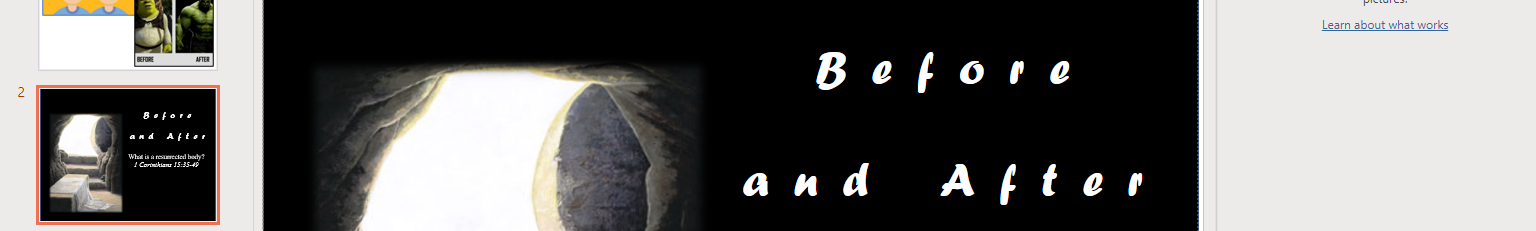 pictures.
Learn about what works
BEFORE AFTER
2
Before
and After
What is a resurrected body?
1 Corinthians 15:35-49
Before
and After